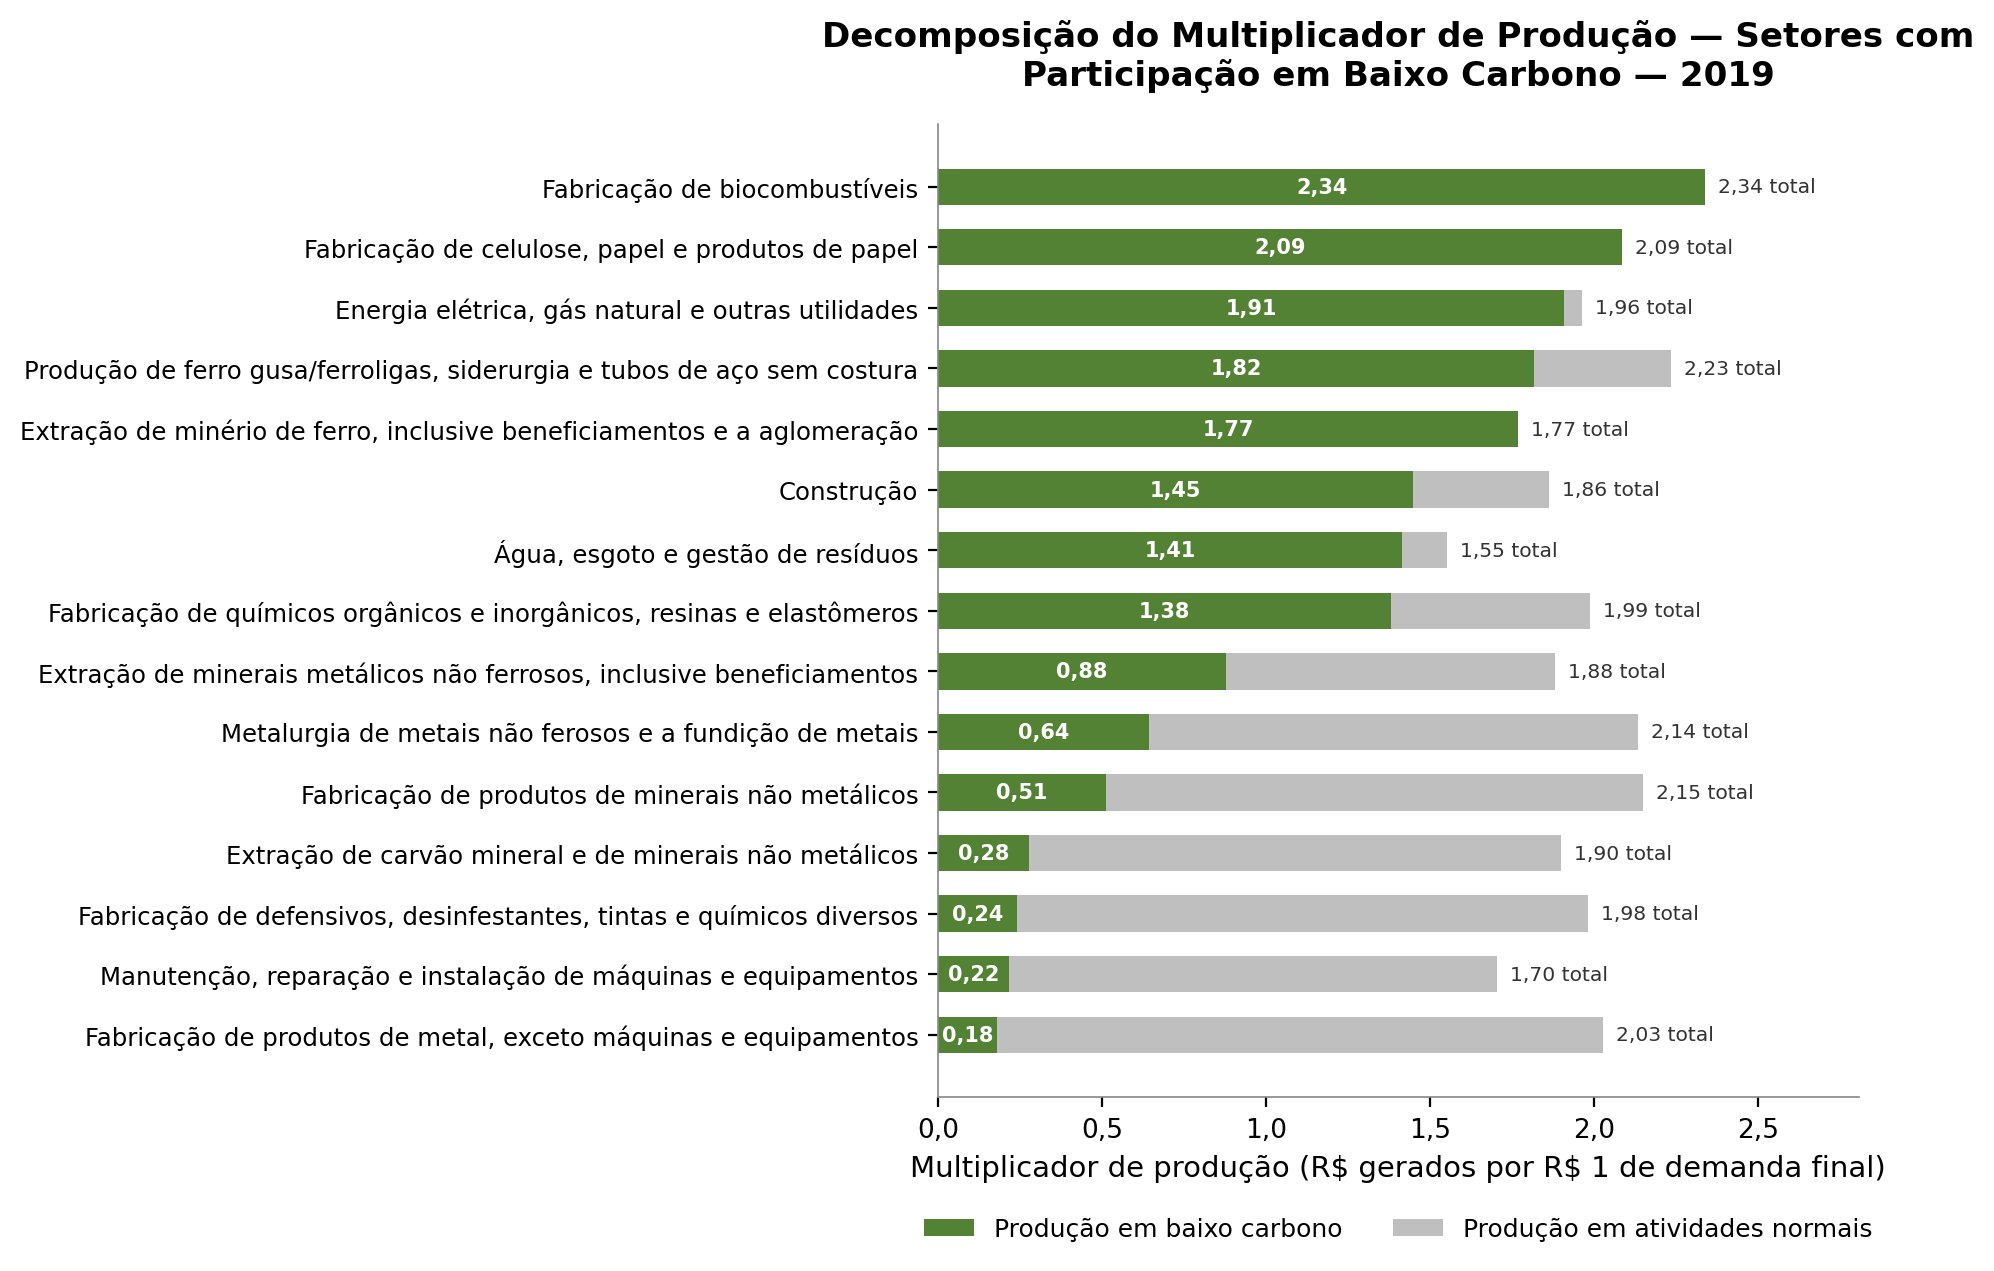 Decomposição do Multiplicador de Produção — Setores com
Participação em Baixo Carbono — 2019
Fabricação de biocombustíveis 2,34 2,34 total
Fabricação de celulose, papel e produtos de papel 2,09 2,09 total
Energia elétrica, gás natural e outras utilidades 1,91 1,96 total
Produção de ferro gusa/ferroligas, siderurgia e tubos de aço sem costura 1,82 2,23 total
Extração de minério de ferro, inclusive beneficiamentos e a aglomeração 1,77 1,77 total
Construção 1,45 1,86 total
Água, esgoto e gestão de resíduos 1,41 1,55 total
Fabricação de químicos orgânicos e inorgânicos, resinas e elastômeros 1,38 1,99 total
Extração de minerais metálicos não ferrosos, inclusive beneficiamentos 0,88 1,88 total
Metalurgia de metais não ferosos e a fundição de metais 0,64 2,14 total
Fabricação de produtos de minerais não metálicos 0,51 2,15 total
Extração de carvão mineral e de minerais não metálicos 0,28 1,90 total
Fabricação de defensivos, desinfestantes, tintas e químicos diversos 0,24 1,98 total
Manutenção, reparação e instalação de máquinas e equipamentos 0,22 1,70 total
Fabricação de produtos de metal, exceto máquinas e equipamentos 0,18 2,03 total
0,0 0,5 1,0 1,5 2,0 2,5
Multiplicador de produção (R$ gerados por R$ 1 de demanda final)
Produção em baixo carbono Produção em atividades normais